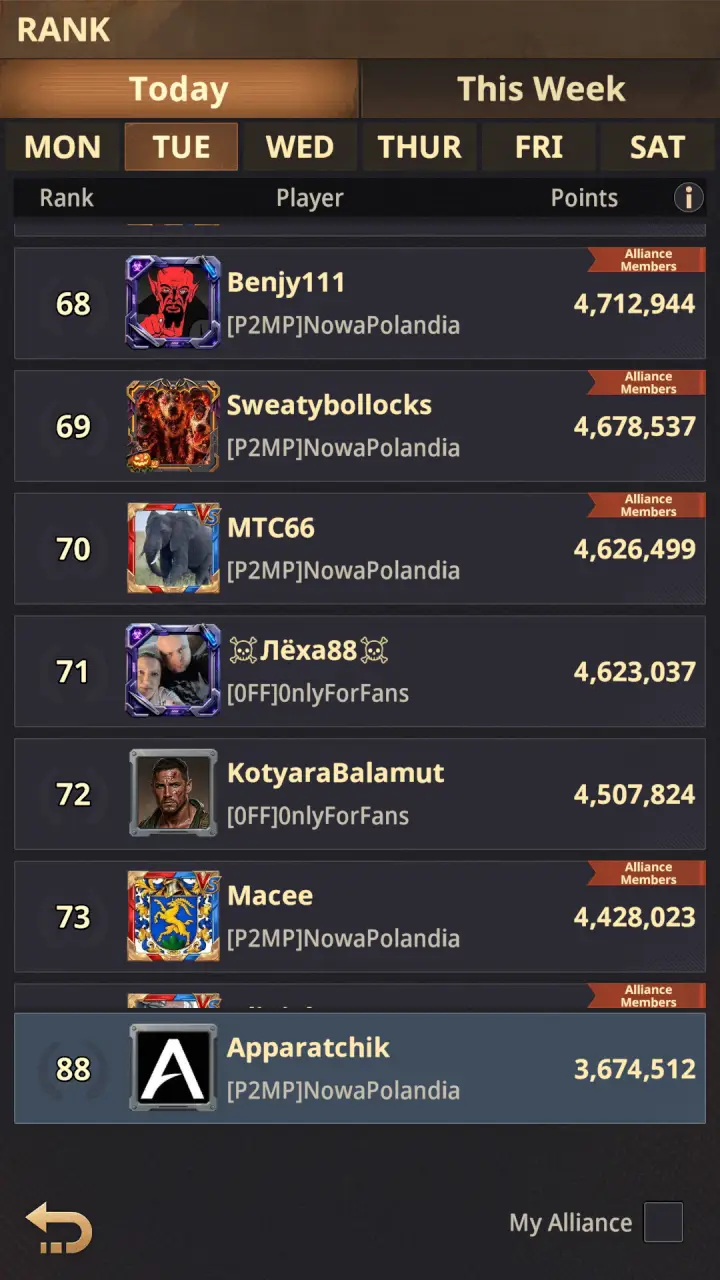 RANK
Today
This Week
MON
TUE
WED
THUR
FRI
SAT
Rank
Player
Points
68
Benjy111
[P2MP]NowaPolandia
Alliance
Members
4,712,944
69
Sweatybollocks
[P2MP]NowaPolandia
Alliance
Members
4,678,537
70
VS
MTC66
[P2MP]NowaPolandia
Alliance
Members
4,626,499
71
☠Лёха88☠
[0FF]0nlyForFans
4,623,037
72
KotyaraBalamut
[0FF]0nlyForFans
4,507,824
73
VS
Macee
[P2MP]NowaPolandia
Alliance
Members
4,428,023
VS
Alliance
Members
88
Apparatchik
[P2MP]NowaPolandia
3,674,512
My Alliance